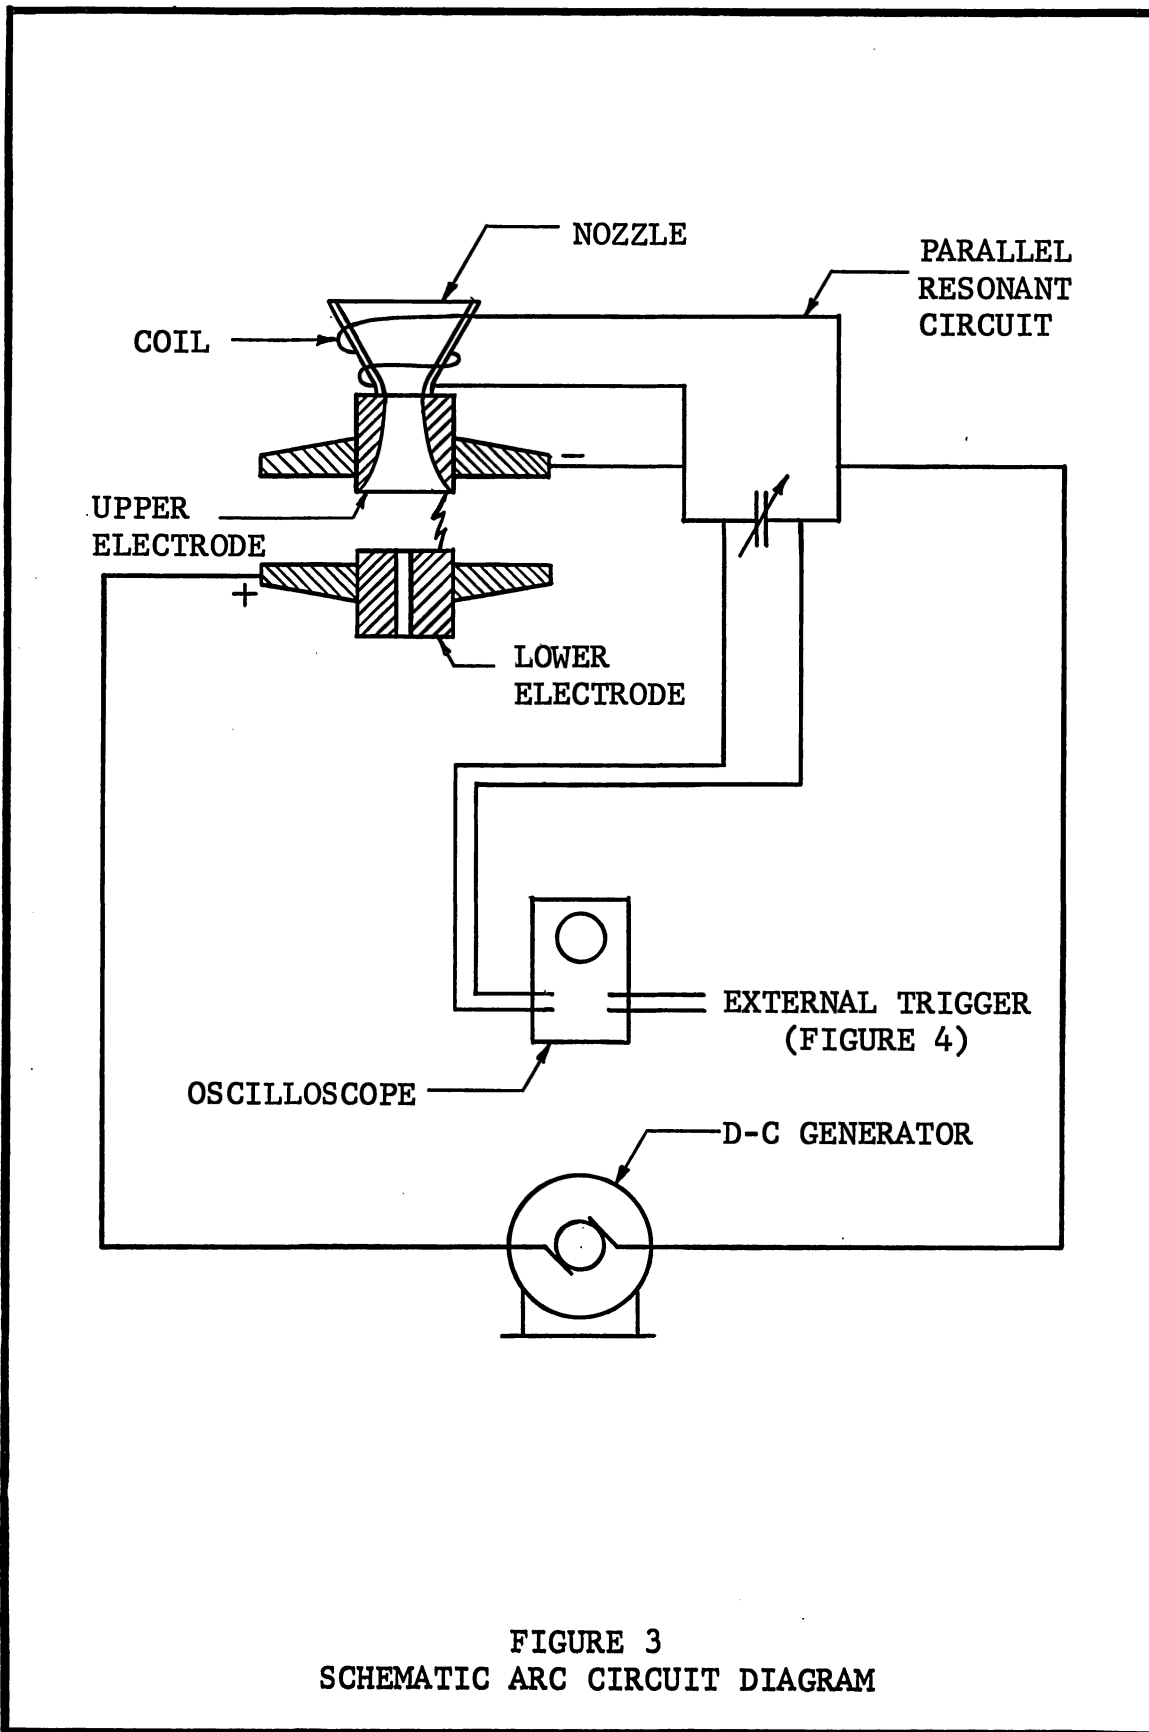 NOZZLE
PARALLEL
RESONANT
CIRCUIT
COIL
−
UPPER
ELECTRODE
+
LOWER
ELECTRODE
EXTERNAL TRIGGER
(FIGURE 4)
OSCILLOSCOPE
D-C GENERATOR
FIGURE 3
SCHEMATIC ARC CIRCUIT DIAGRAM